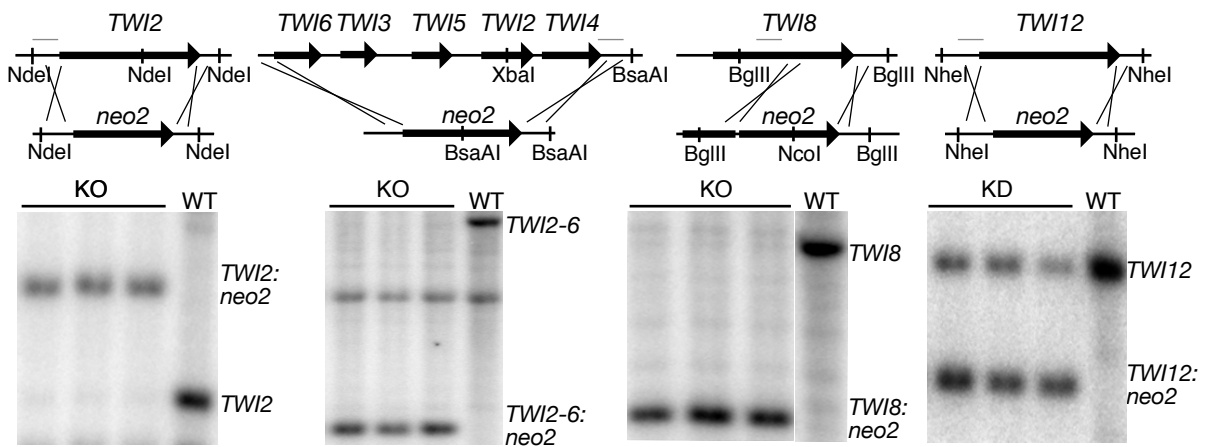 TWI2
NdeI NdeI NdeI
neo2
NdeI NdeI
TWI6 TWI3 TWI5 TWI2 TWI4
XbaI BsaAI
neo2
BsaAI BsaAI
TWI8
BglII BglII
neo2
BglII NcoI BglII
TWI12
NheI NheI
neo2
NheI NheI
KO WT
TWI2:
neo2
TWI2
KO WT
TWI2-6
TWI2-6:
neo2
KO WT
TWI8
TWI8:
neo2
KD WT
TWI12
TWI12:
neo2